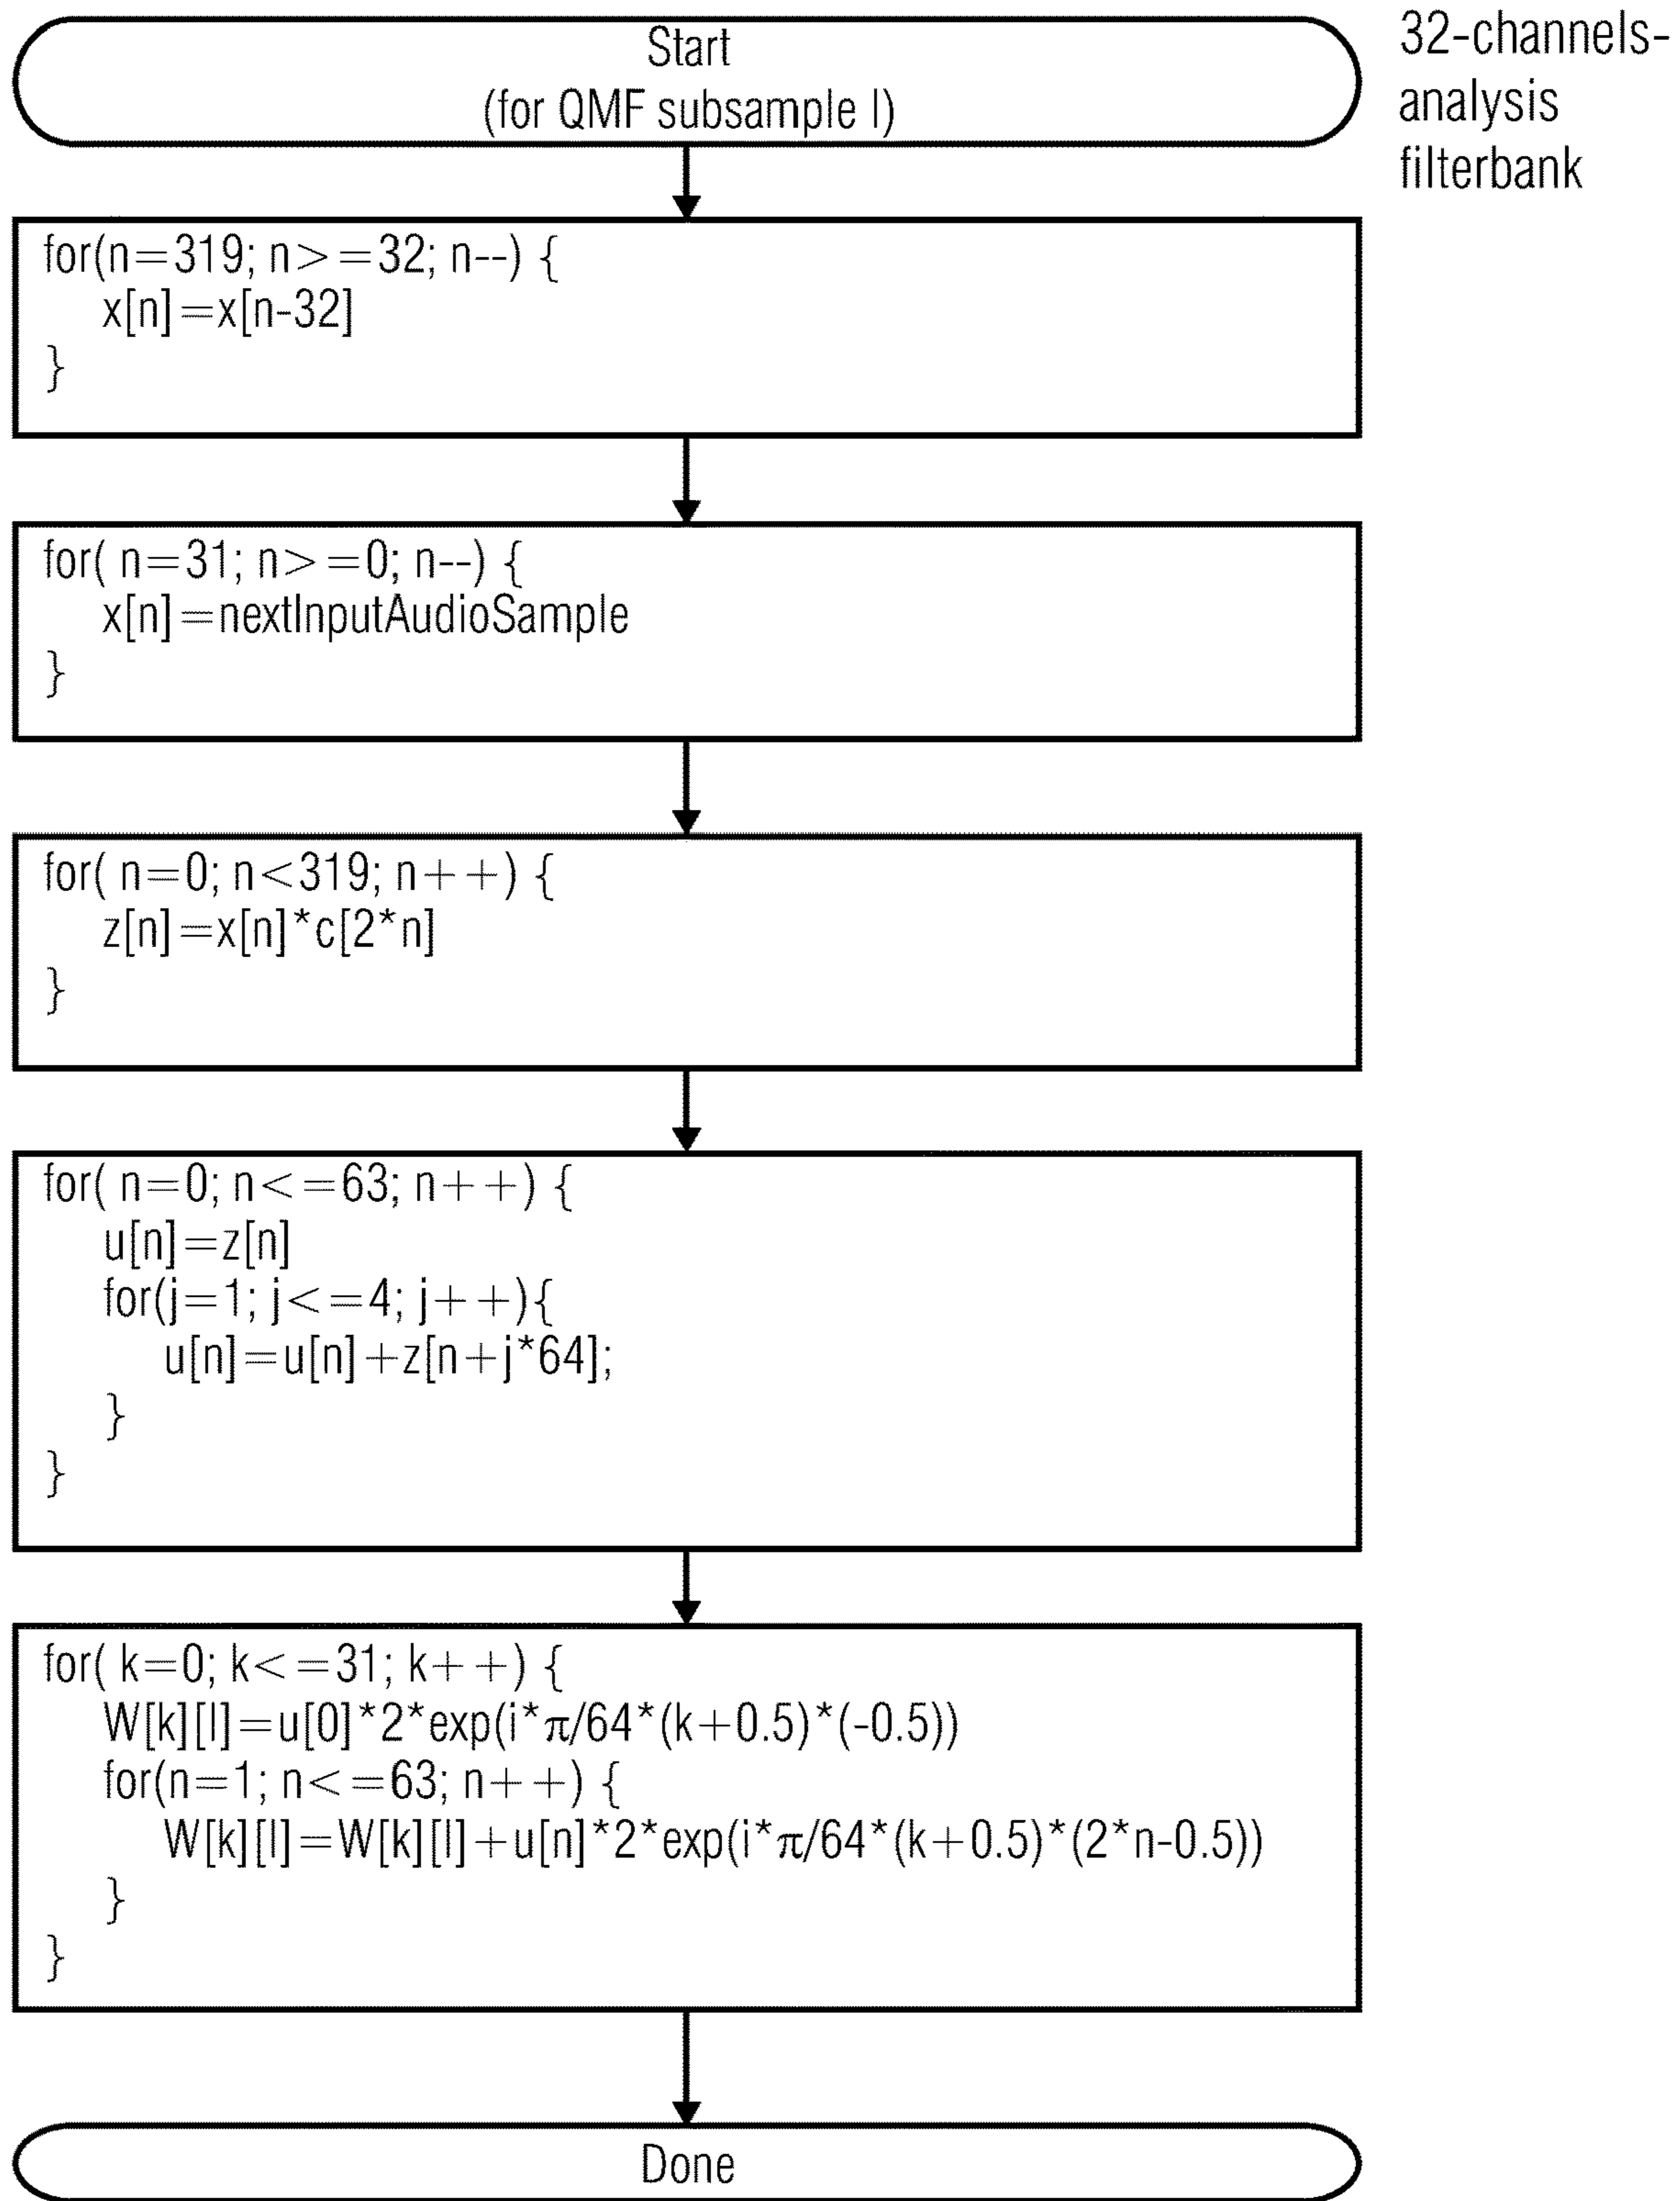 Start
(for QMF subsample l)
32-channels-
analysis
filterbank
for(n=319; n>=32; n--) {
x[n]=x[n-32]
}
for( n=31; n>=0; n--) {
x[n]=nextInputAudioSample
}
for( n=0; n<319; n++) {
z[n]=x[n]*c[2*n]
}
for( n=0; n<=63; n++) {
u[n]=z[n]
for(j=1; j<=4; j++){
u[n]=u[n]+z[n+j*64];
}
}
for( k=0; k<=31; k++) {
W[k][l]=u[0]*2*exp(i*π/64*(k+0.5)*(-0.5))
for(n=1; n<=63; n++) {
W[k][l]=W[k][l]+u[n]*2*exp(i*π/64*(k+0.5)*(2*n-0.5))
}
}
Done